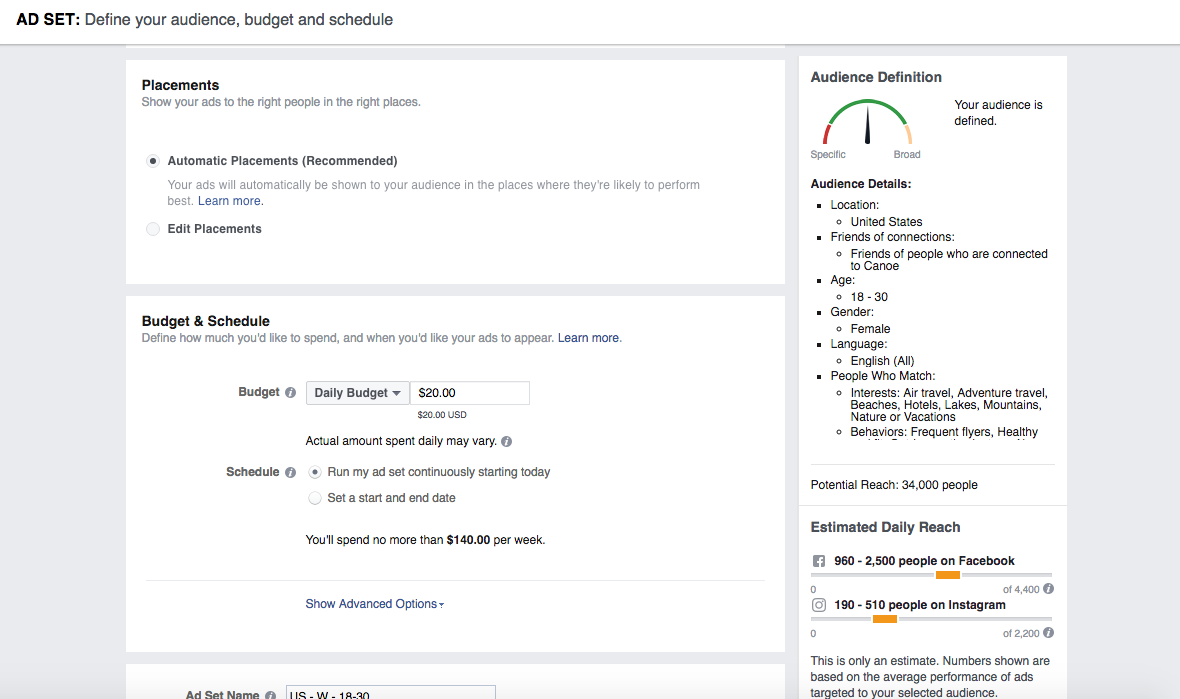 AD SET: Define your audience, budget and schedule
Placements
Show your ads to the right people in the right places.
Automatic Placements (Recommended)
Your ads will automatically be shown to your audience in the places where they're likely to perform
best. Learn more.
Edit Placements
Budget & Schedule
Define how much you'd like to spend, and when you'd like your ads to appear. Learn more.
Budget
Daily Budget
$20.00
$20.00 USD
Actual amount spent daily may vary.
Schedule
Run my ad set continuously starting today
Set a start and end date
You'll spend no more than $140.00 per week.
Show Advanced Options
Ad Set Name
US - W - 18-30
Audience Definition
Your audience is
defined.
Specific
Broad
Audience Details:
Location:
United States
Friends of connections:
Friends of people who are connected
to Canoe
Age:
18 - 30
Gender:
Female
Language:
English (All)
People Who Match:
Interests: Air travel, Adventure travel,
Beaches, Hotels, Lakes, Mountains,
Nature or Vacations
Behaviors: Frequent flyers, Healthy
Potential Reach: 34,000 people
Estimated Daily Reach
960 - 2,500 people on Facebook
0
of 4,400
190 - 510 people on Instagram
0
of 2,200
This is only an estimate. Numbers shown are
based on the average performance of ads
targeted to your selected audience.